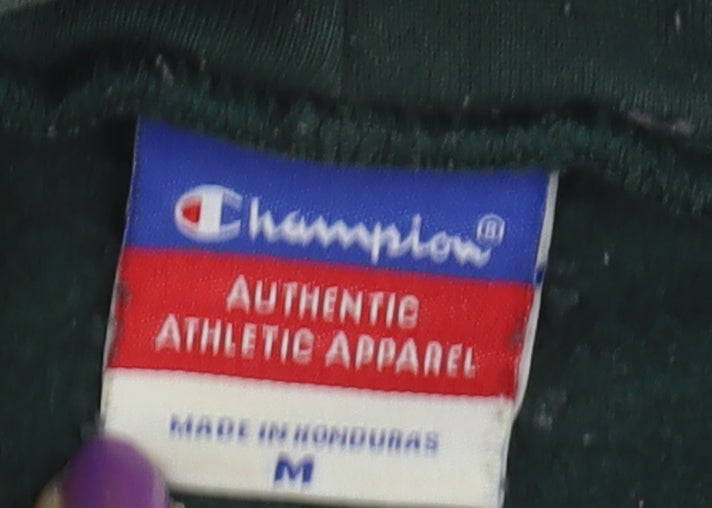 Champion®
AUTHENTIC
ATHLETIC APPAREL
MADE IN HONDURAS
M